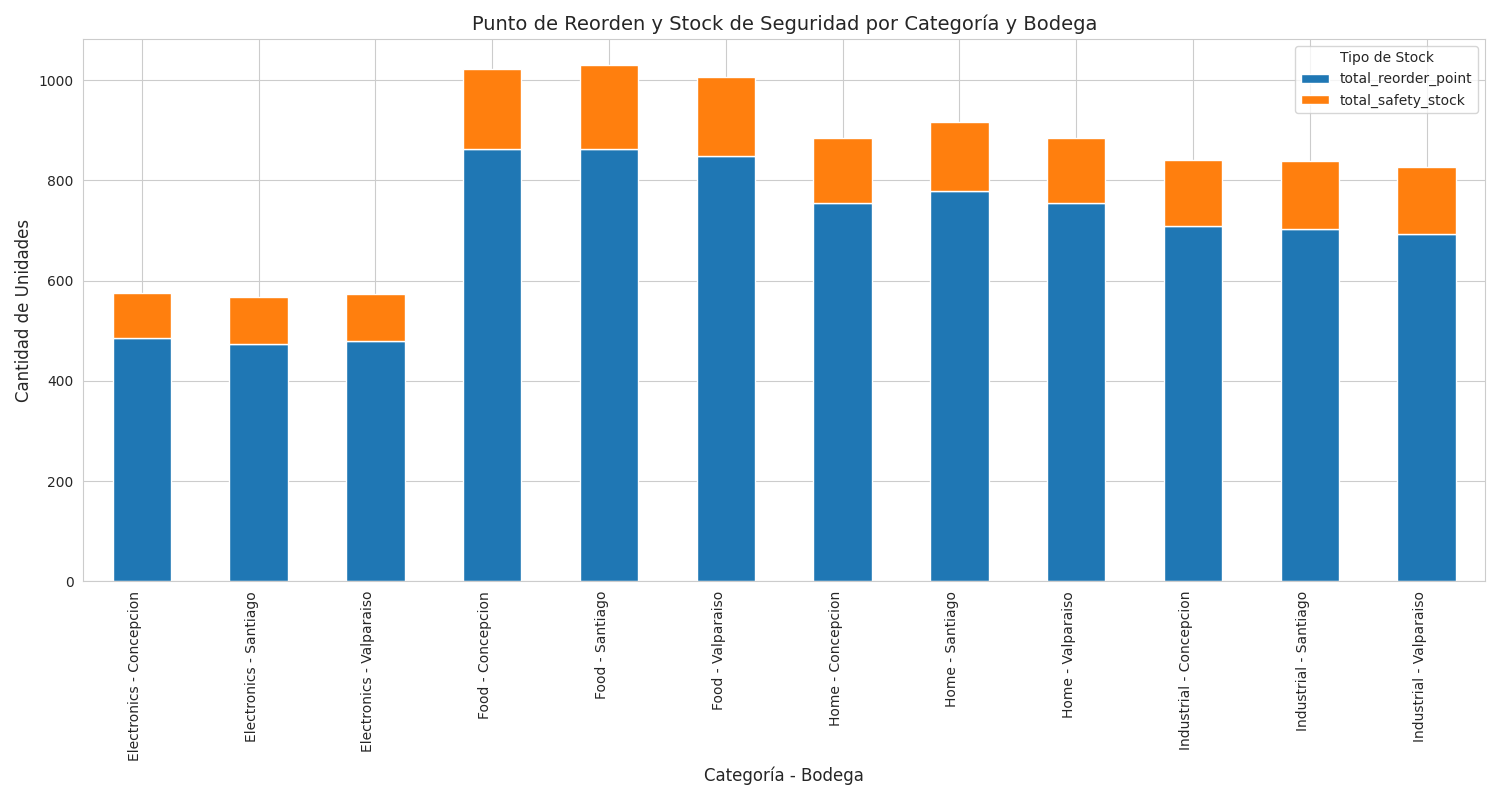 Punto de Reorden y Stock de Seguridad por Categoría y Bodega
Tipo de Stock
total_reorder_point
total_safety_stock
Cantidad de Unidades
1000
800
600
400
200
0
Electronics - Concepcion
Electronics - Santiago
Electronics - Valparaiso
Food - Concepcion
Food - Santiago
Food - Valparaiso
Home - Concepcion
Home - Santiago
Home - Valparaiso
Industrial - Concepcion
Industrial - Santiago
Industrial - Valparaiso
Categoría - Bodega